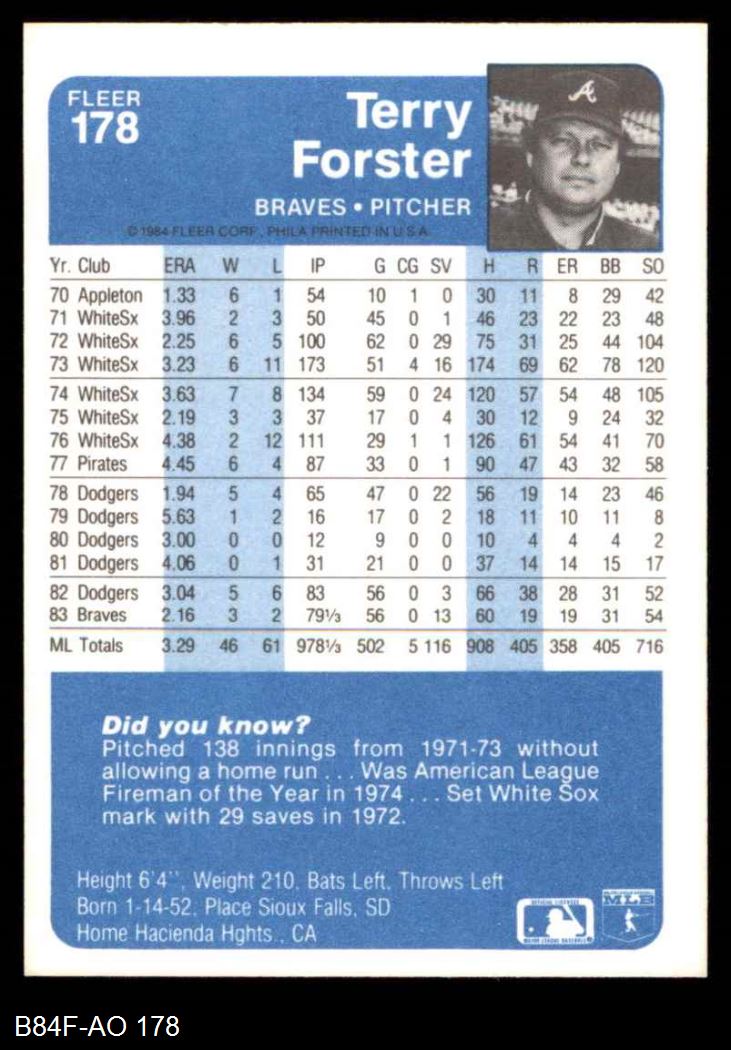 FLEER
178
Terry
Forster
BRAVES • PITCHER
© 1984 FLEER CORF., PHILA PRINTED IN U S A
Yr. Club ERA W L IP G CG SV H R ER BB SO
70 Appleton 1.33 6 1 54 10 1 0 30 11 8 29 42
71 WhiteSx 3.96 2 3 50 45 0 1 46 23 22 23 48
72 WhiteSx 2.25 6 5 100 62 0 29 75 31 25 44 104
73 WhiteSx 3.23 6 11 173 51 4 16 174 69 62 78 120
74 WhiteSx 3.63 7 8 134 59 0 24 120 57 54 48 105
75 WhiteSx 2.19 3 3 37 17 0 4 30 12 9 24 32
76 WhiteSx 4.38 2 12 111 29 1 1 126 61 54 41 70
77 Pirates 4.45 6 4 87 33 0 1 90 47 43 32 58
78 Dodgers 1.94 5 4 65 47 0 22 56 19 14 23 46
79 Dodgers 5.63 1 2 16 17 0 2 18 11 10 11 8
80 Dodgers 3.00 0 0 12 9 0 0 10 4 4 4 2
81 Dodgers 4.06 0 1 31 21 0 0 37 14 14 15 17
82 Dodgers 3.04 5 6 83 56 0 3 66 38 28 31 52
83 Braves 2.16 3 2 79⅓ 56 0 13 60 19 19 31 54
ML Totals 3.29 46 61 978⅓ 502 5 116 908 405 358 405 716
Did you know?
Pitched 138 innings from 1971-73 without
allowing a home run . . . Was American League
Fireman of the Year in 1974 . . . Set White Sox
mark with 29 saves in 1972.
Height 6'4", Weight 210, Bats Left, Throws Left
Born 1-14-52, Place Sioux Falls, SD
Home Hacienda Hghts., CA
MLB
B84F-AO 178